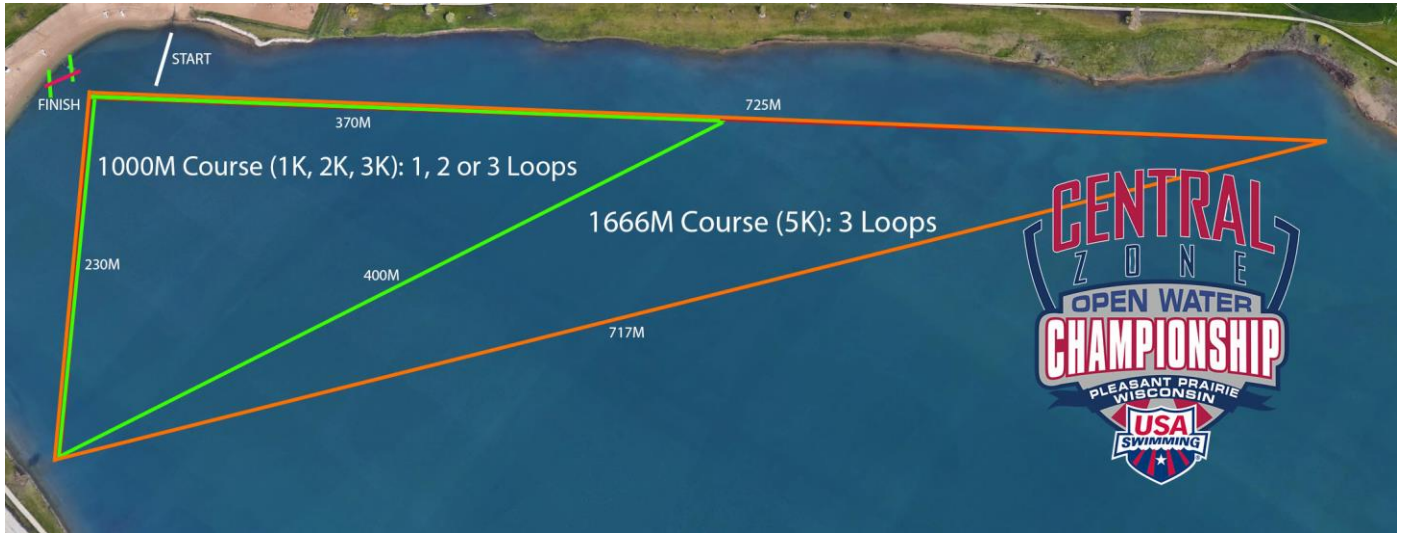 START
FINISH
725M
370M
1000M Course (1K, 2K, 3K): 1, 2 or 3 Loops
1666M Course (5K): 3 Loops
230M
400M
717M
CENTRAL
ZONE
OPEN WATER
CHAMPIONSHIP
PLEASANT PRAIRIE
WISCONSIN
USA
SWIMMING